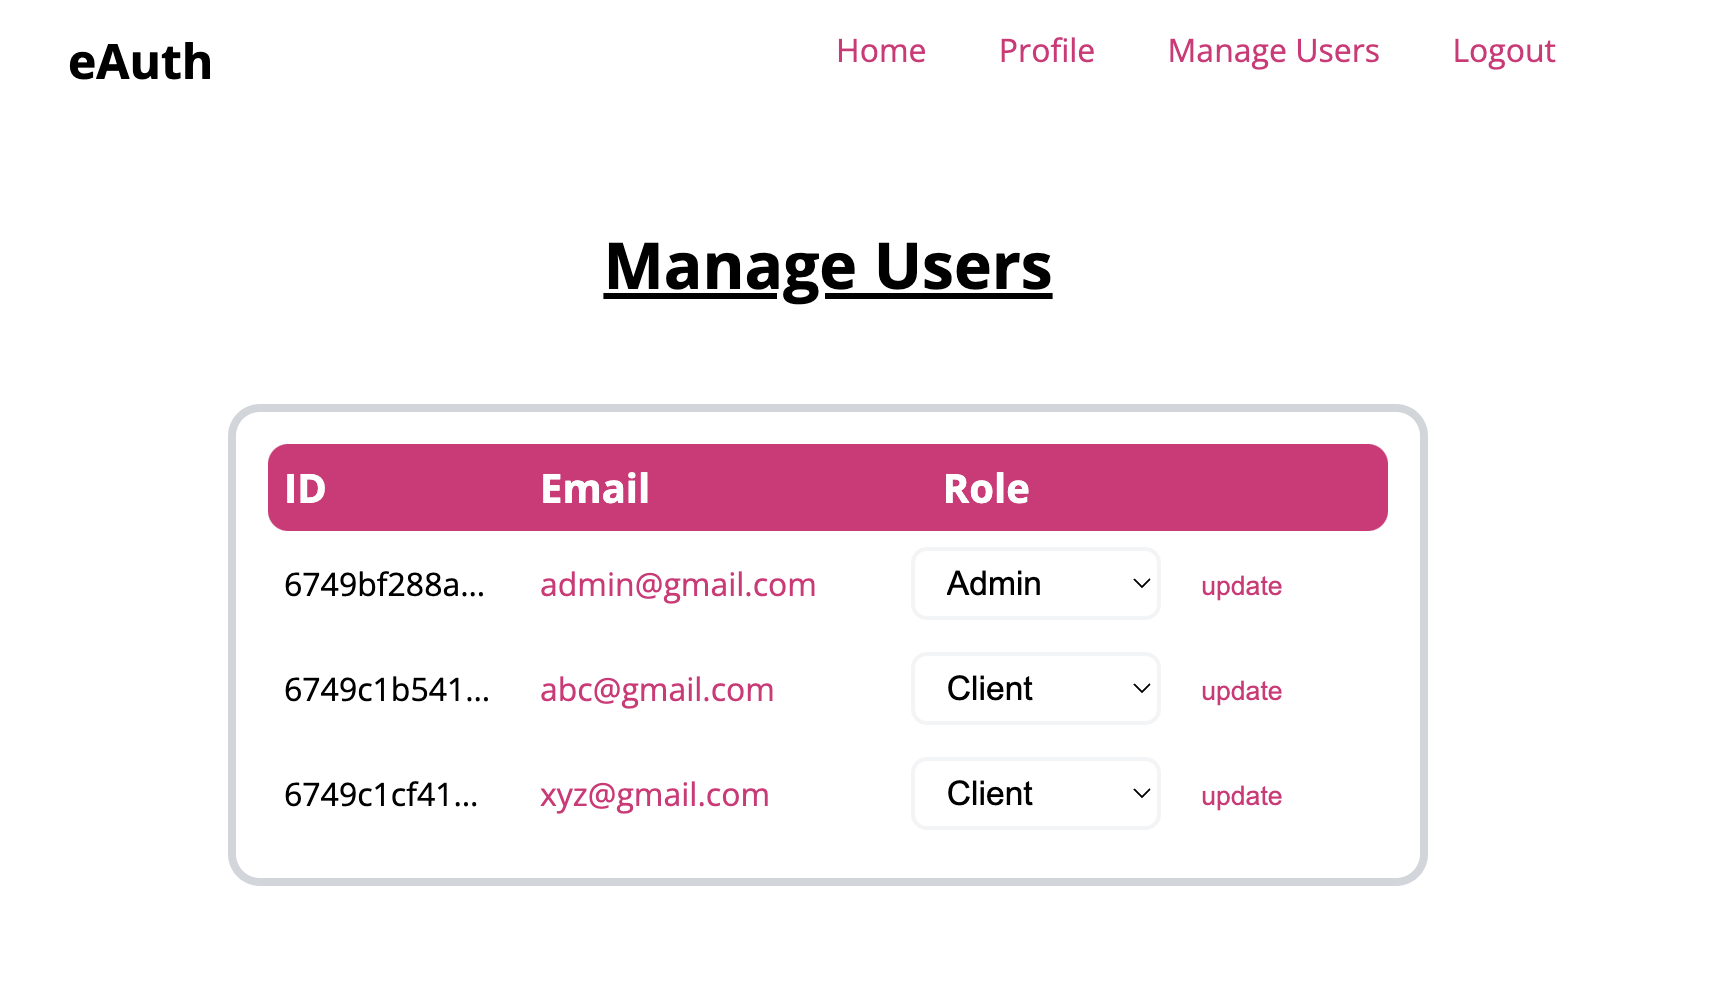 eAuth
Home Profile Manage Users Logout
Manage Users
ID Email Role
6749bf288a... admin@gmail.com Admin update
6749c1b541... abc@gmail.com Client update
6749c1cf41... xyz@gmail.com Client update